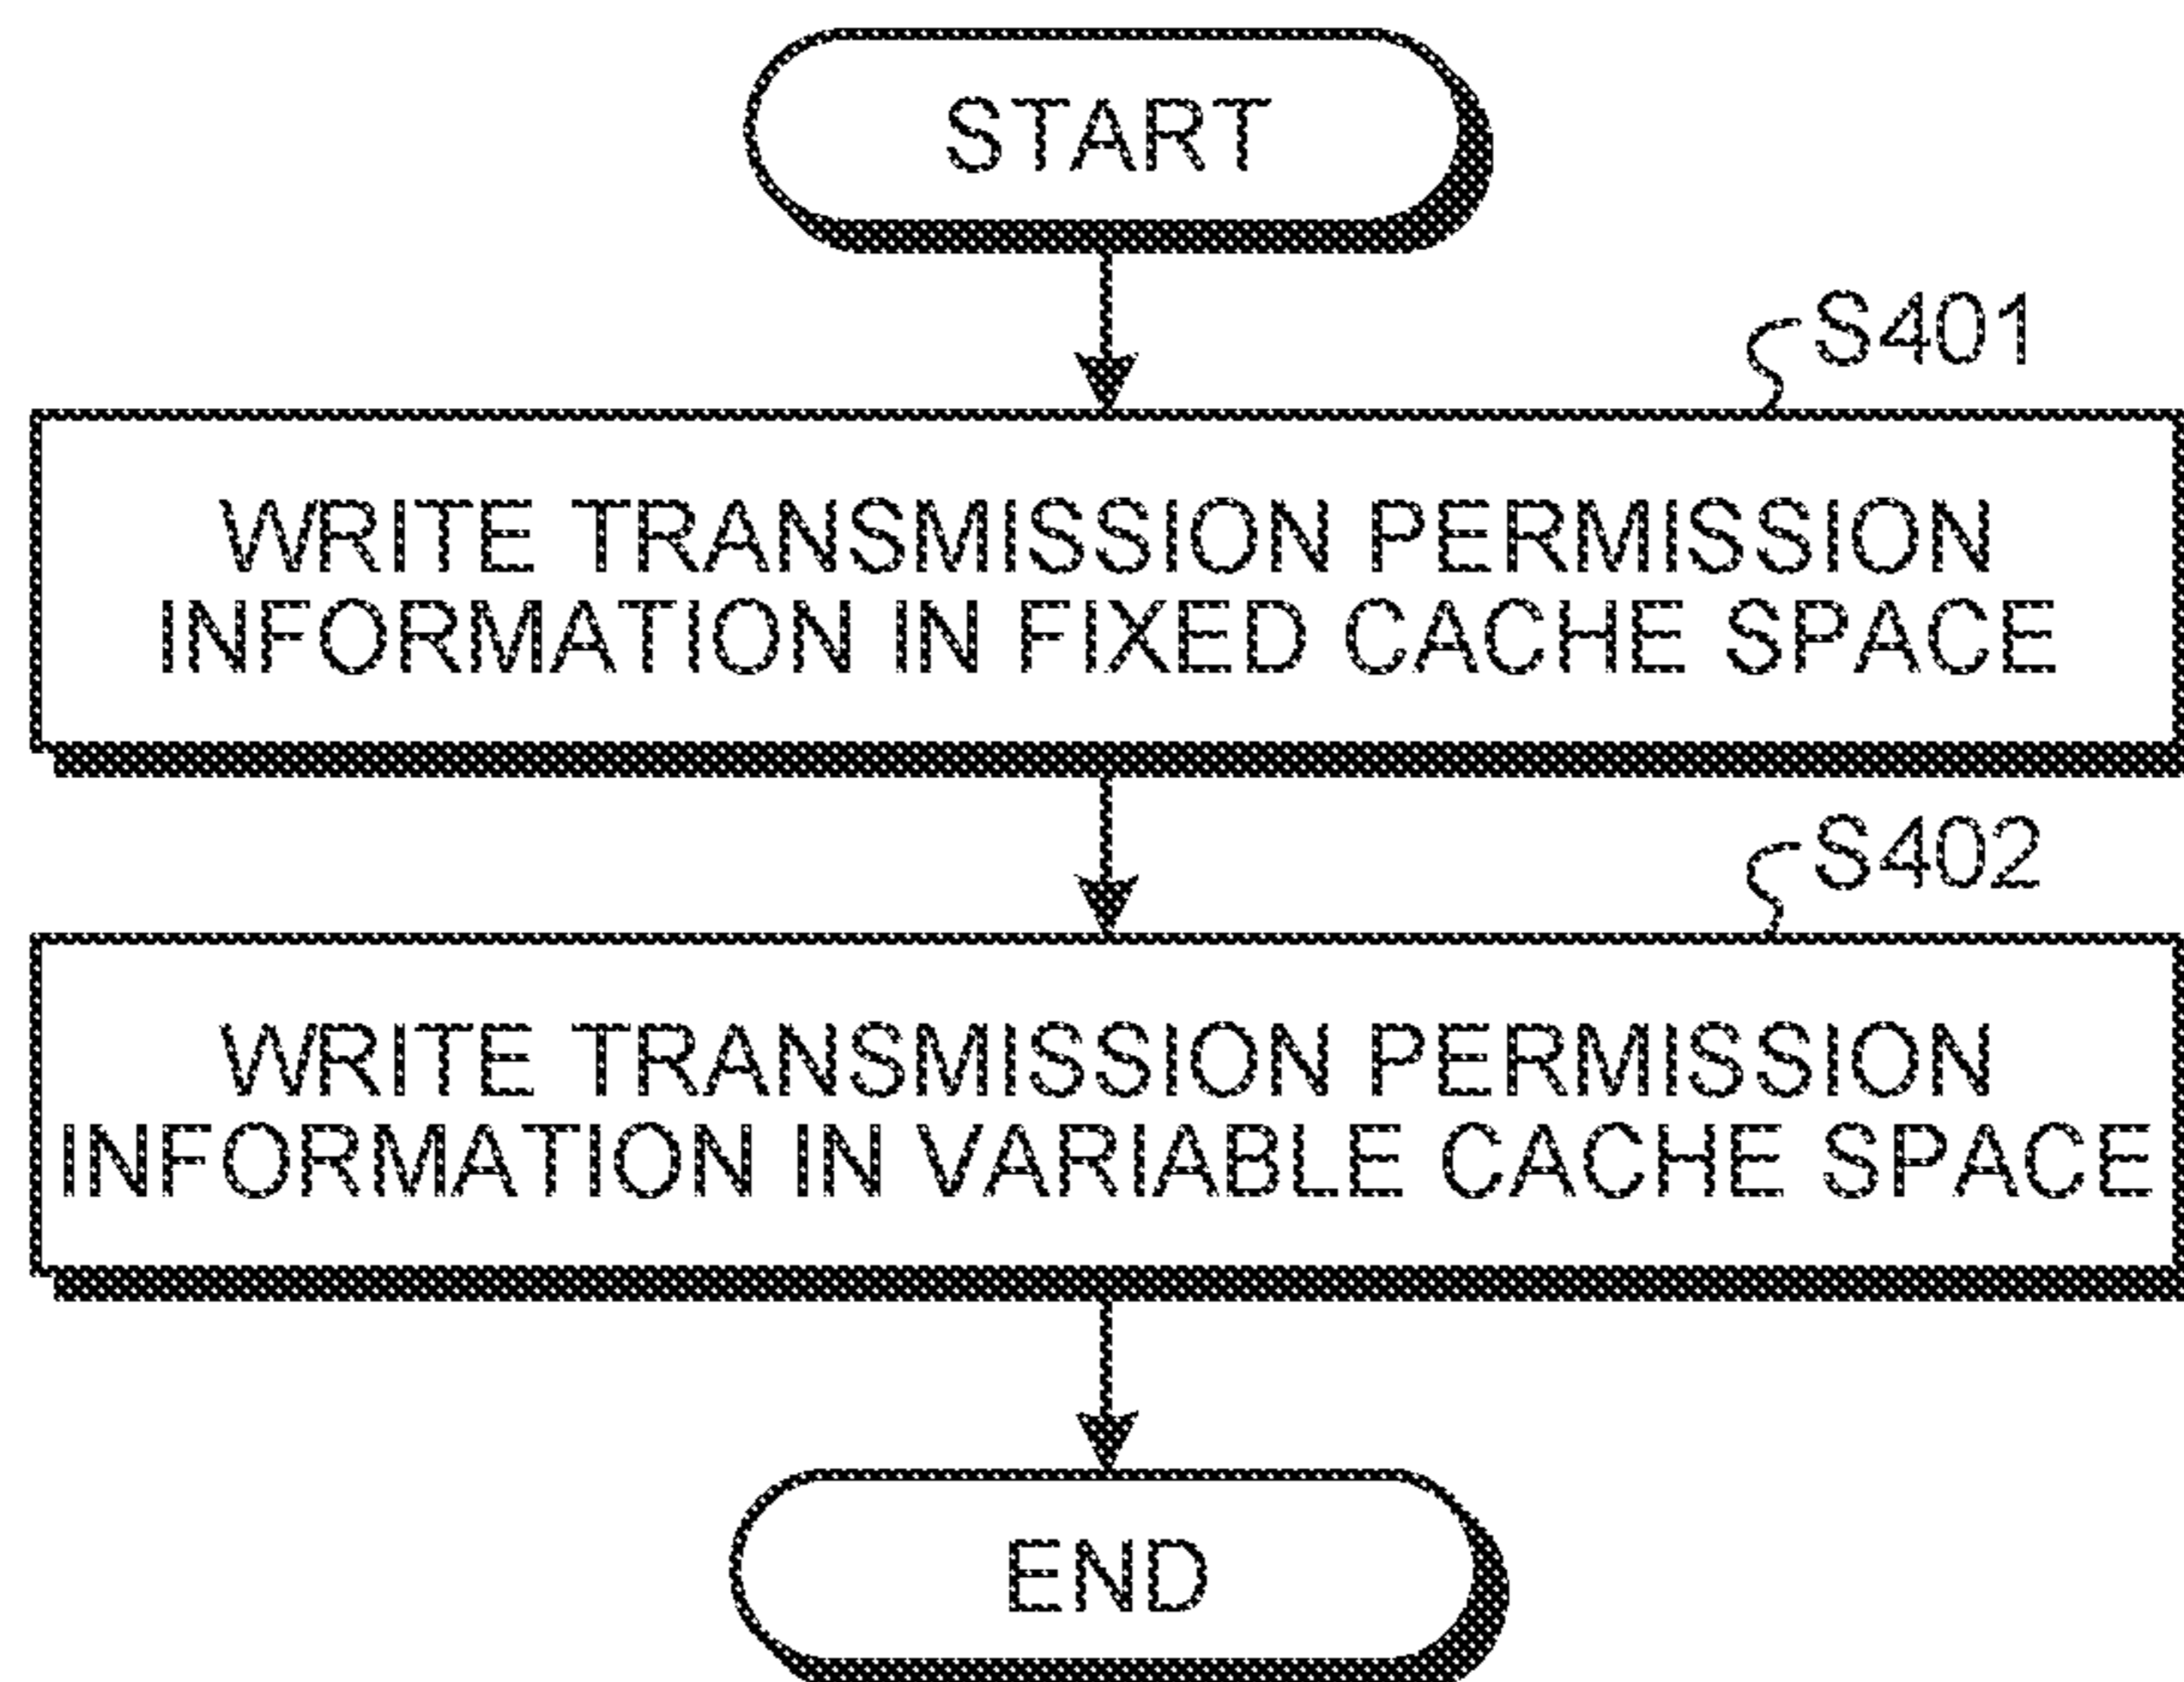 START
S401
WRITE TRANSMISSION PERMISSION
INFORMATION IN FIXED CACHE SPACE
S402
WRITE TRANSMISSION PERMISSION
INFORMATION IN VARIABLE CACHE SPACE
END